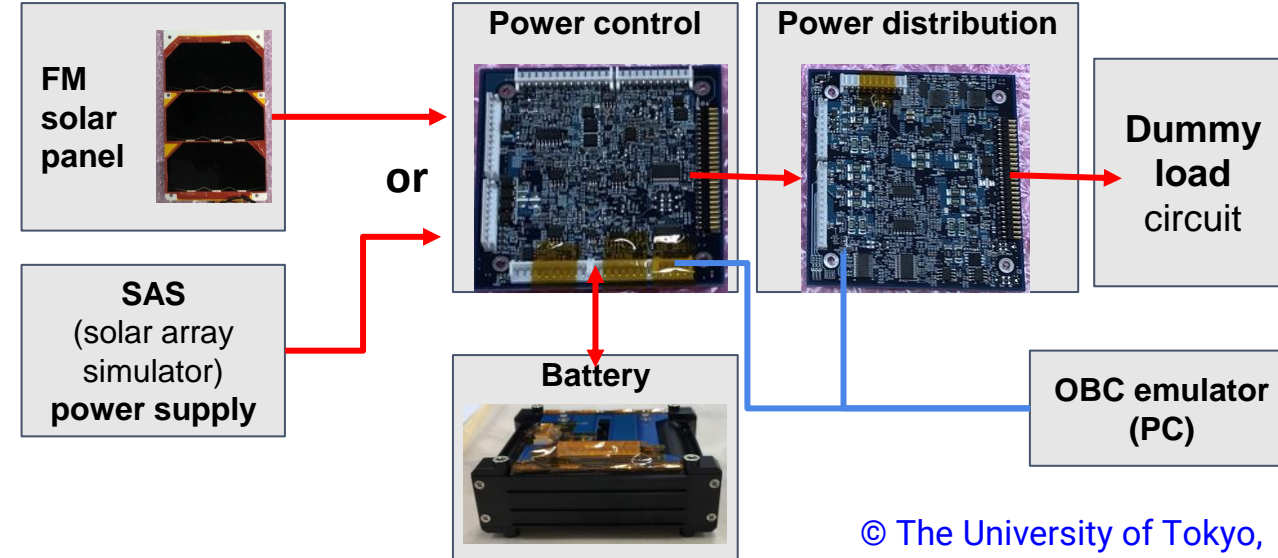 FM
solar
panel
SAS
(solar array
simulator)
power supply
or
Power control
Power distribution
Dummy
load
circuit
Battery
OBC emulator
(PC)
© The University of Tokyo,